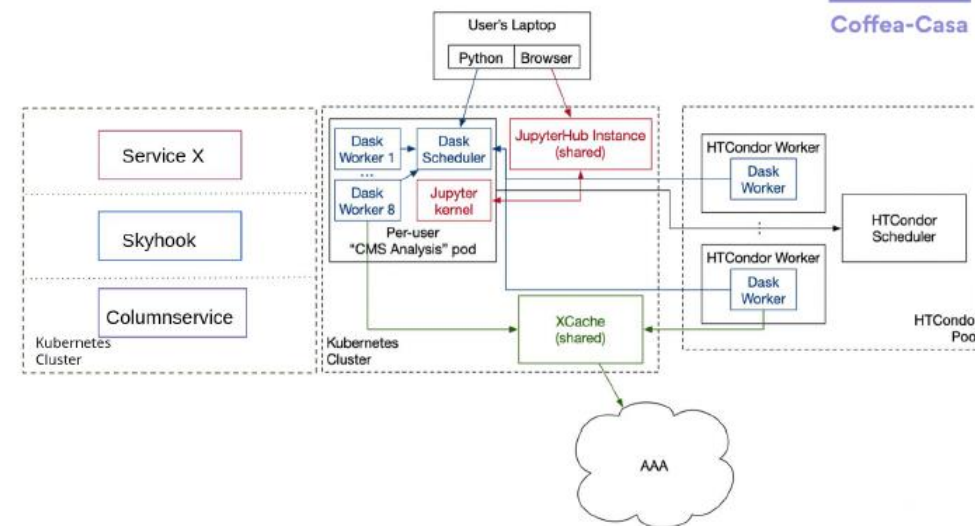 Coffea-Casa
User's Laptop
Python
Browser
Service X
Skyhook
Columnservice
Kubernetes
Cluster
Dask
Worker 1
...
Dask
Worker 8
Dask
Scheduler
Jupyter
kernel
Per-user
"CMS Analysis" pod
JupyterHub Instance
(shared)
Kubernetes
Cluster
XCache
(shared)
HTCondor Worker
Dask
Worker
:
HTCondor Worker
Dask
Worker
HTCondor
Scheduler
HTCondo
Poo
AAA